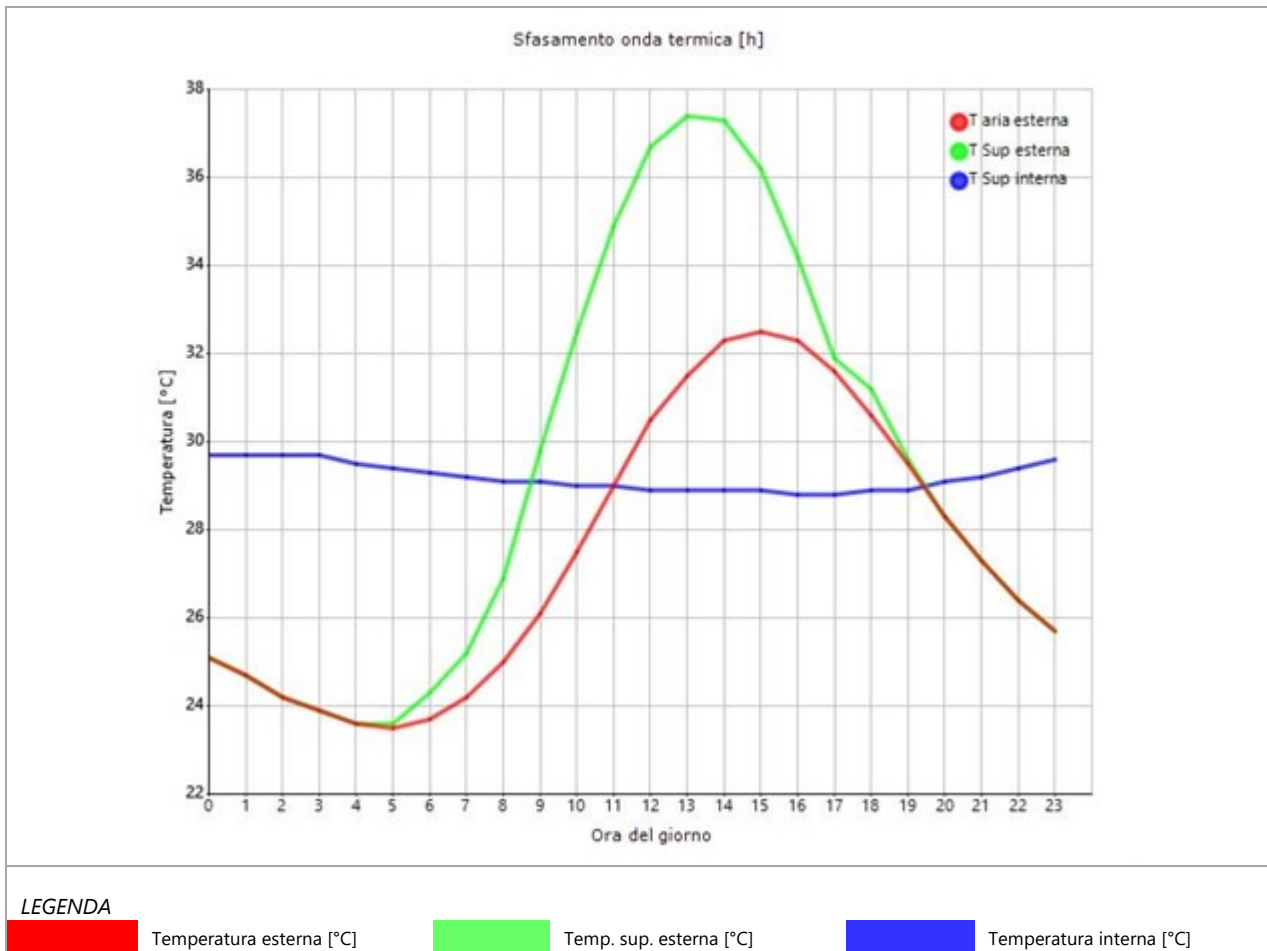 Sfasamento onda termica [h]
38
T aria esterna
T Sup esterna
36
T Sup interna
34
32
Temperatura [°C]
30
28
26
24
22
0 1 2 3 4 5 6 7 8 9 10 11 12 13 14 15 16 17 18 19 20 21 22 23
Ora del giorno
LEGENDA
Temperatura esterna [°C] Temp. sup. esterna [°C] Temperatura interna [°C]